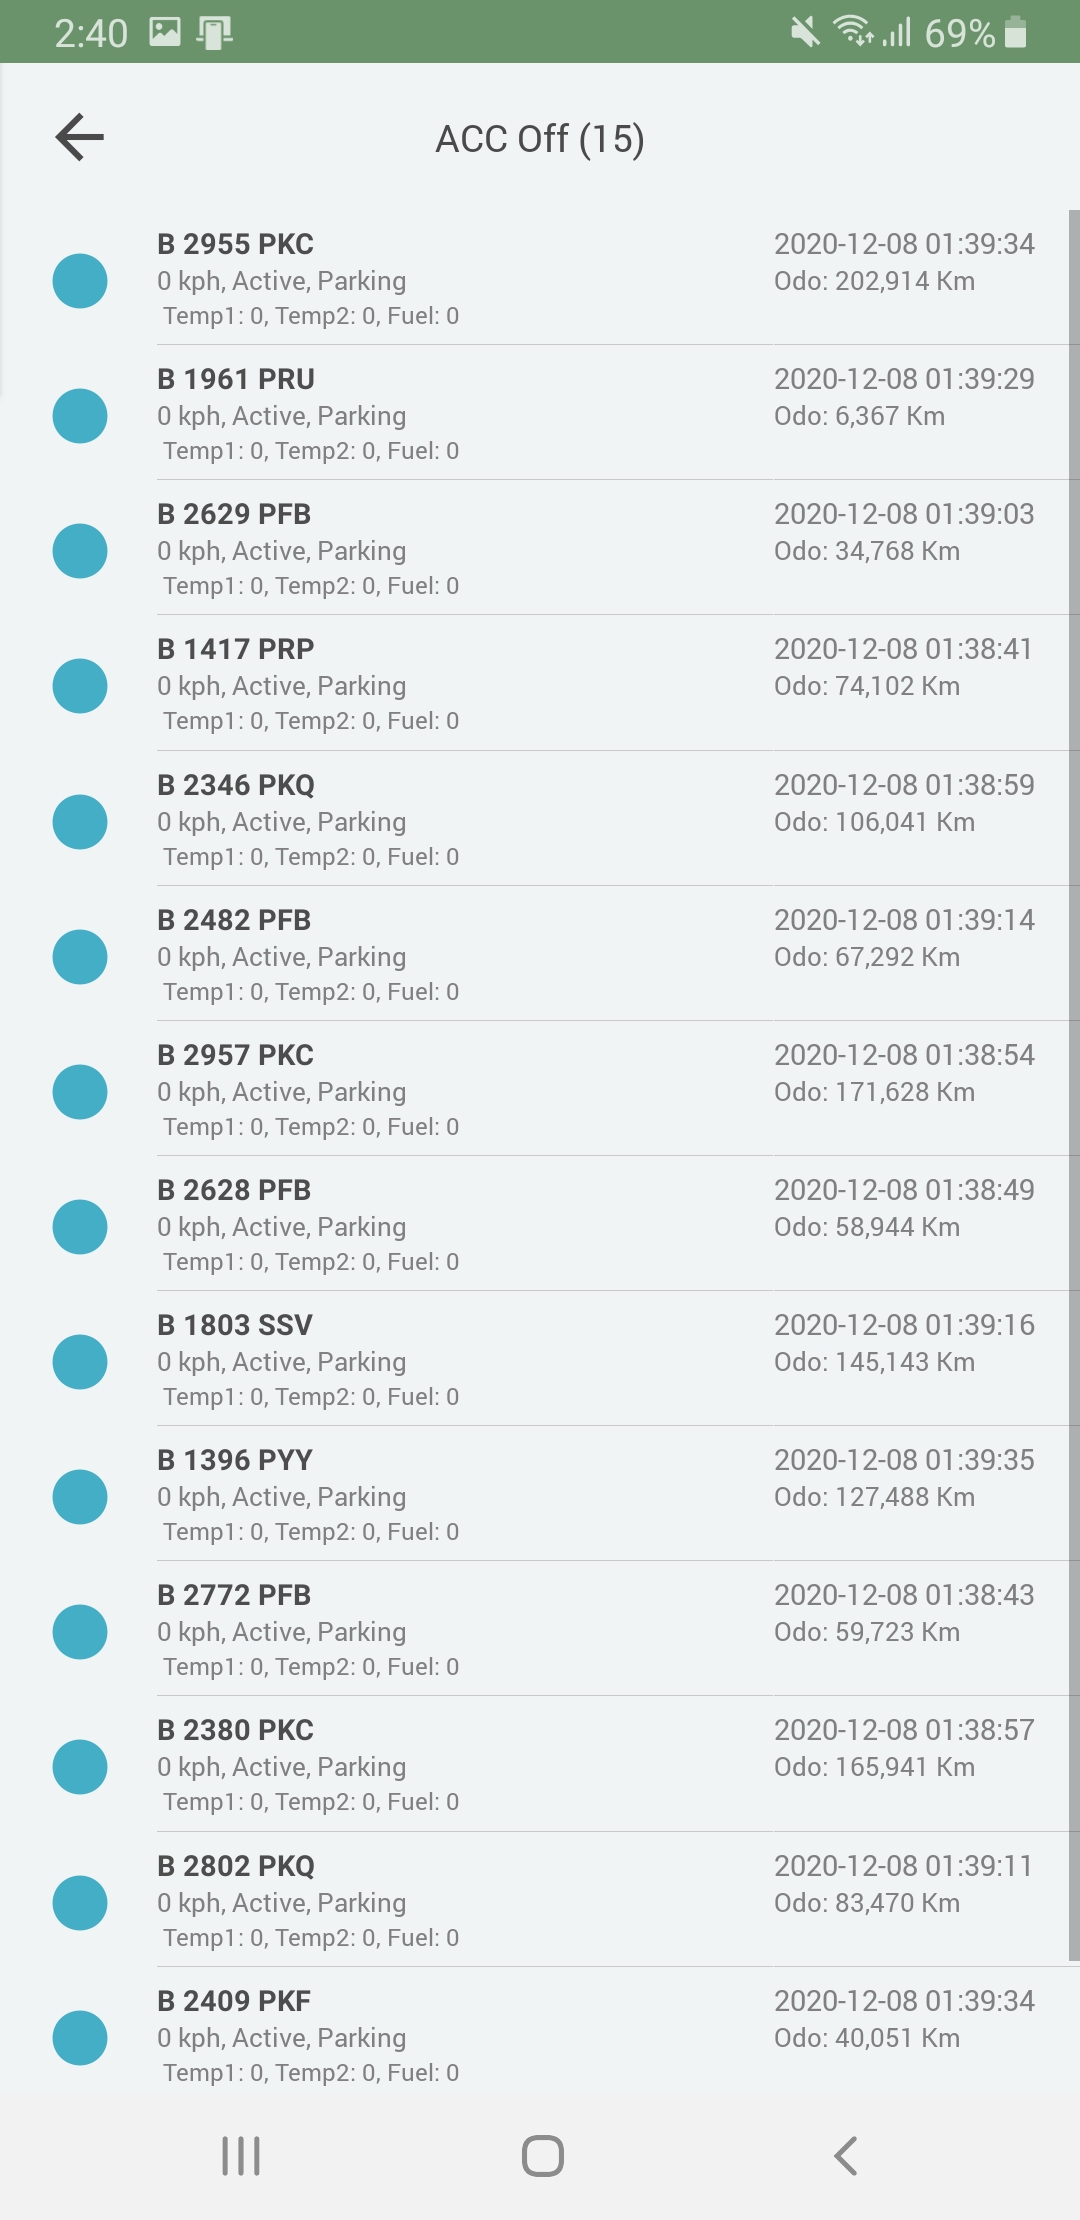 2:40 69%
ACC Off (15)
B 2955 PKC 2020-12-08 01:39:34
0 kph, Active, Parking Odo: 202,914 Km
Temp1: 0, Temp2: 0, Fuel: 0
B 1961 PRU 2020-12-08 01:39:29
0 kph, Active, Parking Odo: 6,367 Km
Temp1: 0, Temp2: 0, Fuel: 0
B 2629 PFB 2020-12-08 01:39:03
0 kph, Active, Parking Odo: 34,768 Km
Temp1: 0, Temp2: 0, Fuel: 0
B 1417 PRP 2020-12-08 01:38:41
0 kph, Active, Parking Odo: 74,102 Km
Temp1: 0, Temp2: 0, Fuel: 0
B 2346 PKQ 2020-12-08 01:38:59
0 kph, Active, Parking Odo: 106,041 Km
Temp1: 0, Temp2: 0, Fuel: 0
B 2482 PFB 2020-12-08 01:39:14
0 kph, Active, Parking Odo: 67,292 Km
Temp1: 0, Temp2: 0, Fuel: 0
B 2957 PKC 2020-12-08 01:38:54
0 kph, Active, Parking Odo: 171,628 Km
Temp1: 0, Temp2: 0, Fuel: 0
B 2628 PFB 2020-12-08 01:38:49
0 kph, Active, Parking Odo: 58,944 Km
Temp1: 0, Temp2: 0, Fuel: 0
B 1803 SSV 2020-12-08 01:39:16
0 kph, Active, Parking Odo: 145,143 Km
Temp1: 0, Temp2: 0, Fuel: 0
B 1396 PYY 2020-12-08 01:39:35
0 kph, Active, Parking Odo: 127,488 Km
Temp1: 0, Temp2: 0, Fuel: 0
B 2772 PFB 2020-12-08 01:38:43
0 kph, Active, Parking Odo: 59,723 Km
Temp1: 0, Temp2: 0, Fuel: 0
B 2380 PKC 2020-12-08 01:38:57
0 kph, Active, Parking Odo: 165,941 Km
Temp1: 0, Temp2: 0, Fuel: 0
B 2802 PKQ 2020-12-08 01:39:11
0 kph, Active, Parking Odo: 83,470 Km
Temp1: 0, Temp2: 0, Fuel: 0
B 2409 PKF 2020-12-08 01:39:34
0 kph, Active, Parking Odo: 40,051 Km
Temp1: 0, Temp2: 0, Fuel: 0